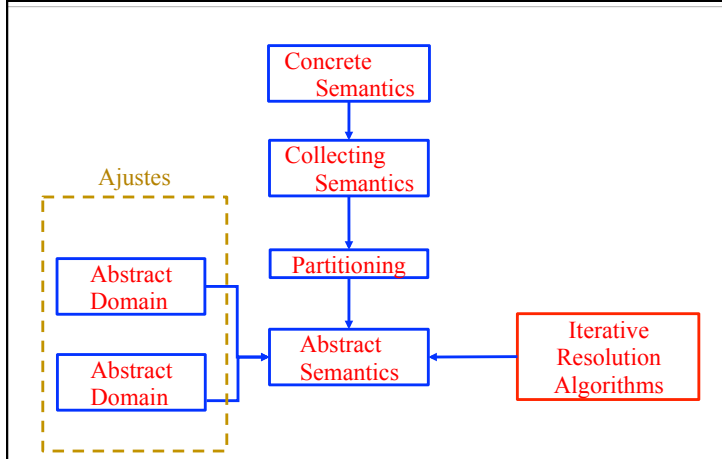 Concrete
Semantics
Collecting
Semantics
Ajustes
Partitioning
Abstract
Domain
Abstract
Semantics
Iterative
Resolution
Algorithms
Abstract
Domain